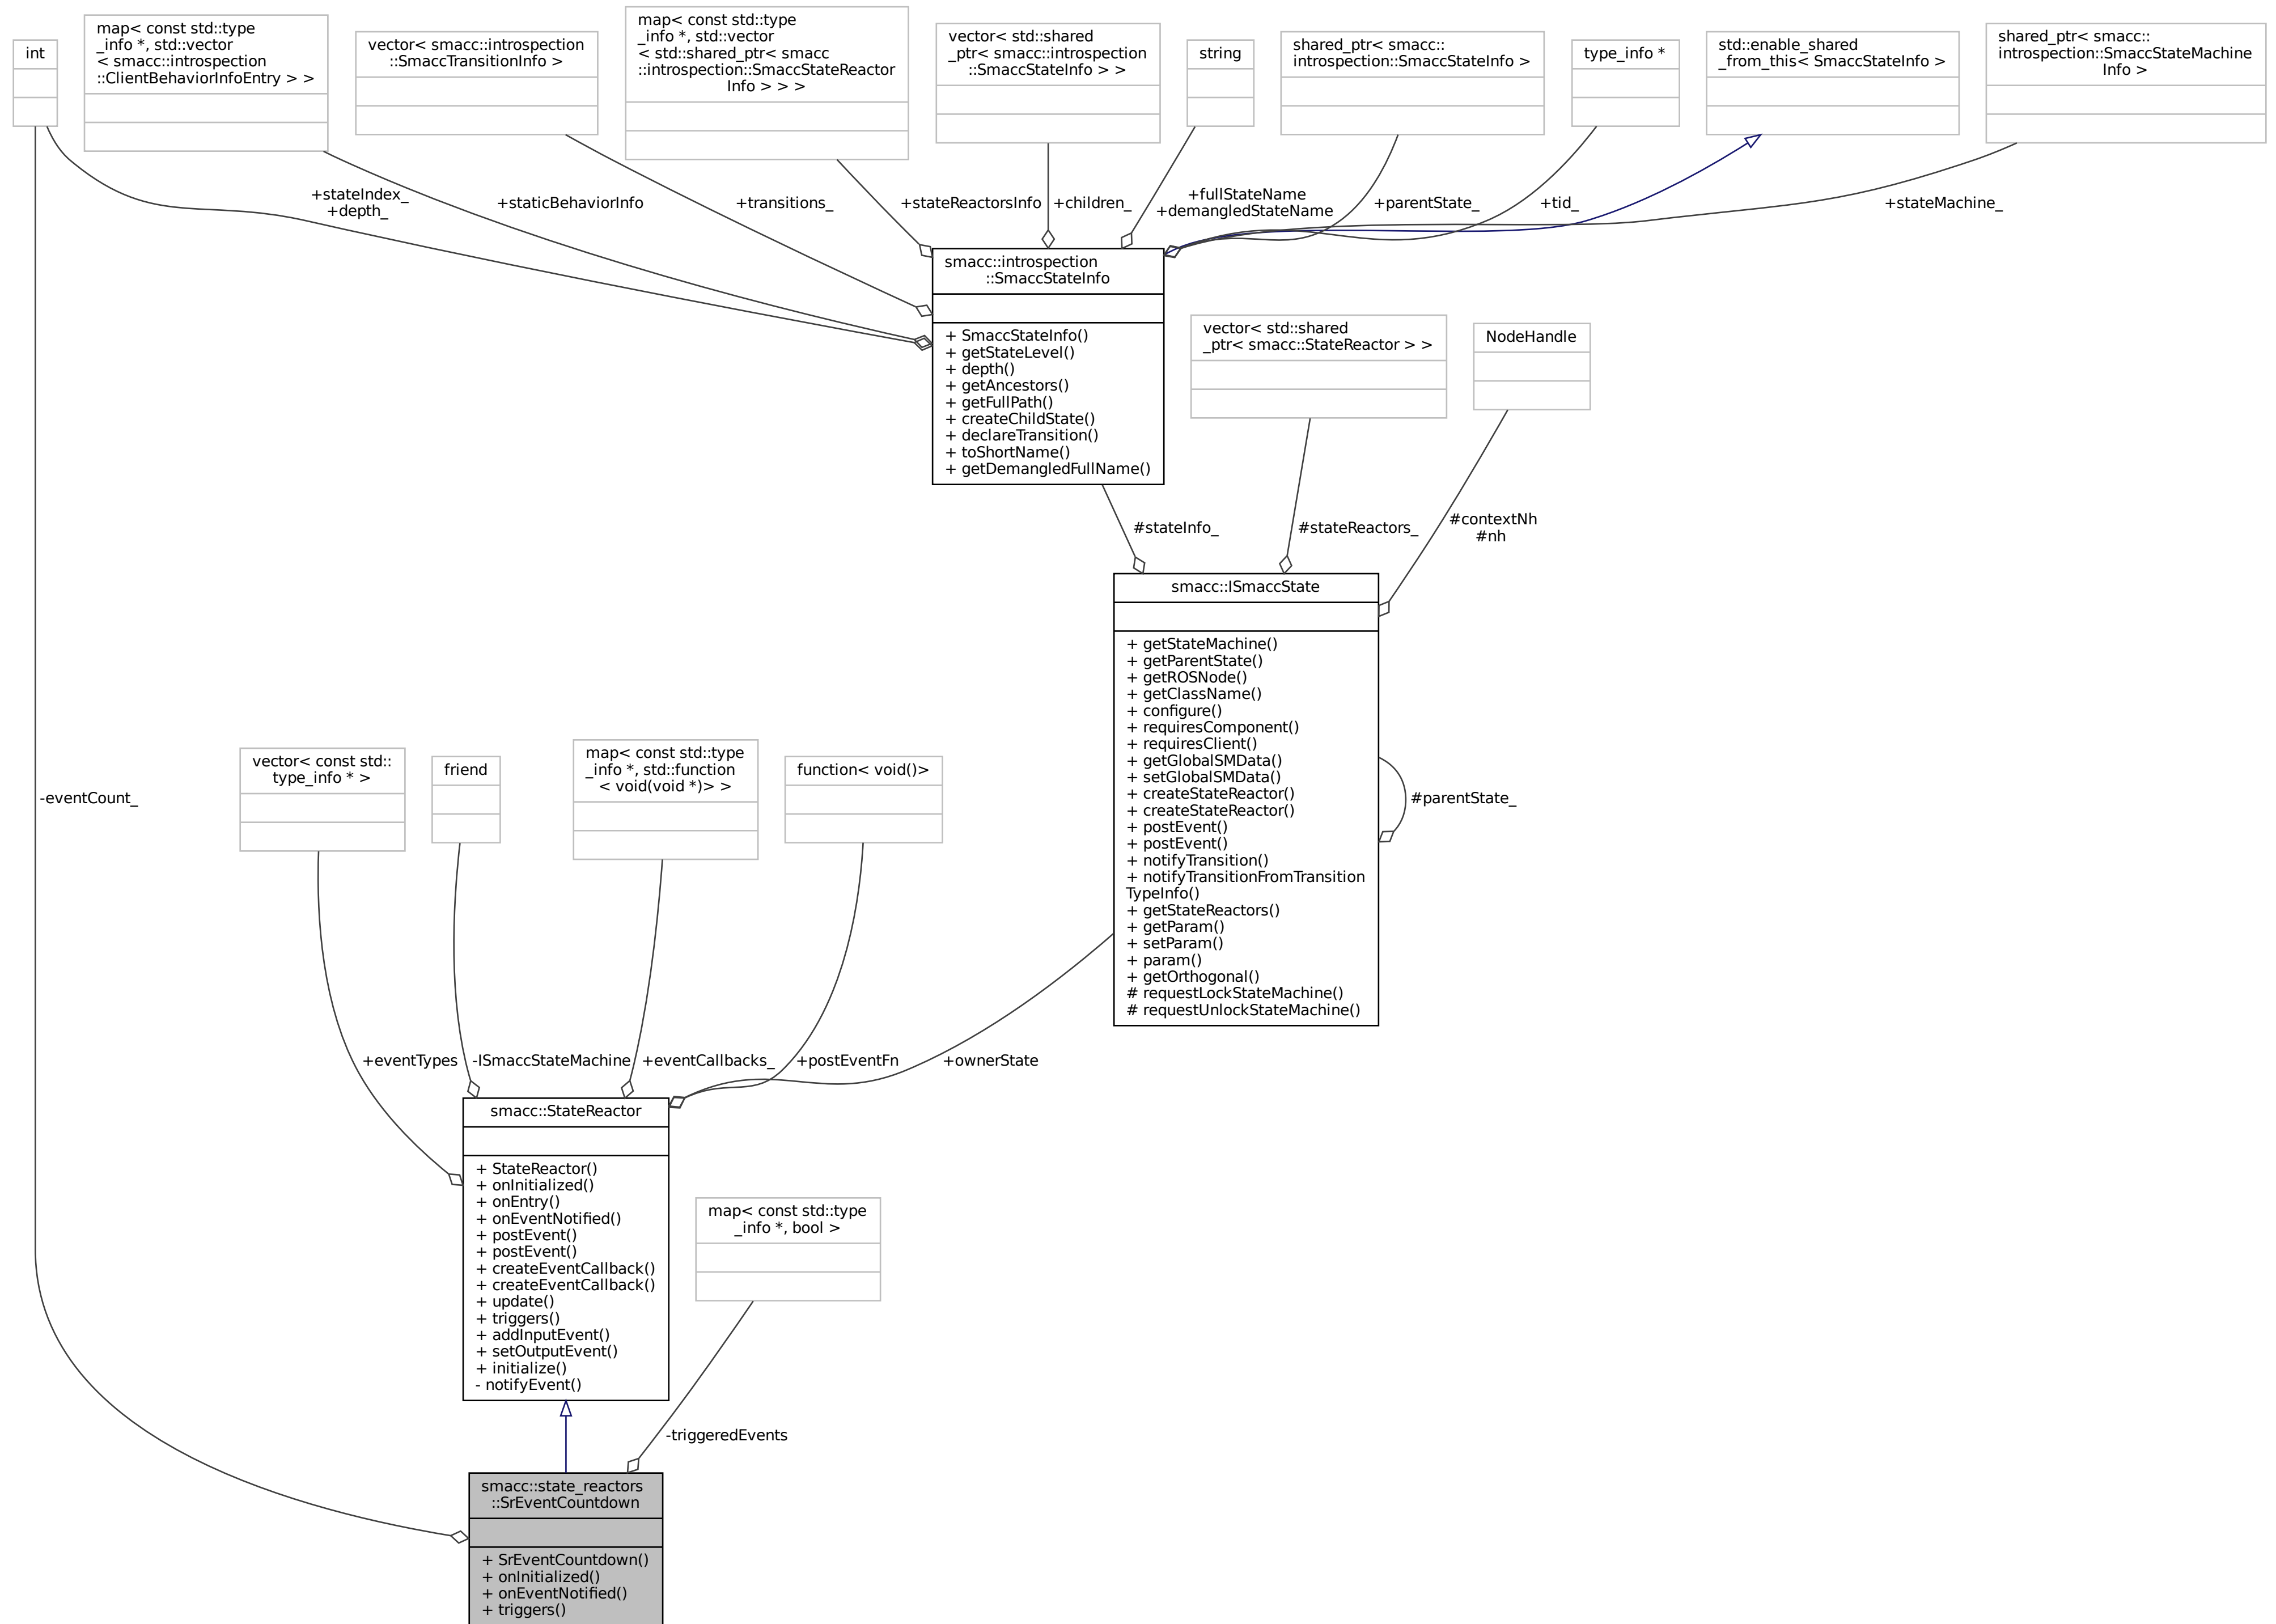 int
map< const std::type
_info *, std::vector
< smacc::introspection
::ClientBehaviorInfoEntry > >
vector< smacc::introspection
::SmaccTransitionInfo >
map< const std::type
_info *, std::vector
< std::shared_ptr< smacc
::introspection::SmaccStateReactor
Info > > >
vector< std::shared
_ptr< smacc::introspection
::SmaccStateInfo > >
string
shared_ptr< smacc::
introspection::SmaccStateInfo >
type_info *
std::enable_shared
_from_this< SmaccStateInfo >
shared_ptr< smacc::
introspection::SmaccStateMachine
Info >
+stateIndex_
+depth_
+staticBehaviorInfo
+transitions_
+stateReactorsInfo
+children_
+fullStateName
+demangledStateName
+parentState_
+tid_
+stateMachine_
smacc::introspection
::SmaccStateInfo
+ SmaccStateInfo()
+ getStateLevel()
+ depth()
+ getAncestors()
+ getFullPath()
+ createChildState()
+ declareTransition()
+ toShortName()
+ getDemangledFullName()
vector< std::shared
_ptr< smacc::StateReactor > >
NodeHandle
#stateInfo_
#stateReactors_
#contextNh
#nh
smacc::ISmaccState
+ getStateMachine()
+ getParentState()
+ getROSNode()
+ getClassName()
+ configure()
+ requiresComponent()
+ requiresClient()
+ getGlobalSMData()
+ setGlobalSMData()
+ createStateReactor()
+ createStateReactor()
+ postEvent()
+ postEvent()
+ notifyTransition()
+ notifyTransitionFromTransition
TypeInfo()
+ getStateReactors()
+ getParam()
+ setParam()
+ param()
+ getOrthogonal()
# requestLockStateMachine()
# requestUnlockStateMachine()
#parentState_
-eventCount_
vector< const std::
type_info * >
friend
map< const std::type
_info *, std::function
< void(void *)> >
function< void()>
+eventTypes
-ISmaccStateMachine
+eventCallbacks_
+postEventFn
+ownerState
smacc::StateReactor
+ StateReactor()
+ onInitialized()
+ onEntry()
+ onEventNotified()
+ postEvent()
+ postEvent()
+ createEventCallback()
+ createEventCallback()
+ update()
+ triggers()
+ addInputEvent()
+ setOutputEvent()
+ initialize()
- notifyEvent()
map< const std::type
_info *, bool >
-triggeredEvents
smacc::state_reactors
::SrEventCountdown
+ SrEventCountdown()
+ onInitialized()
+ onEventNotified()
+ triggers()